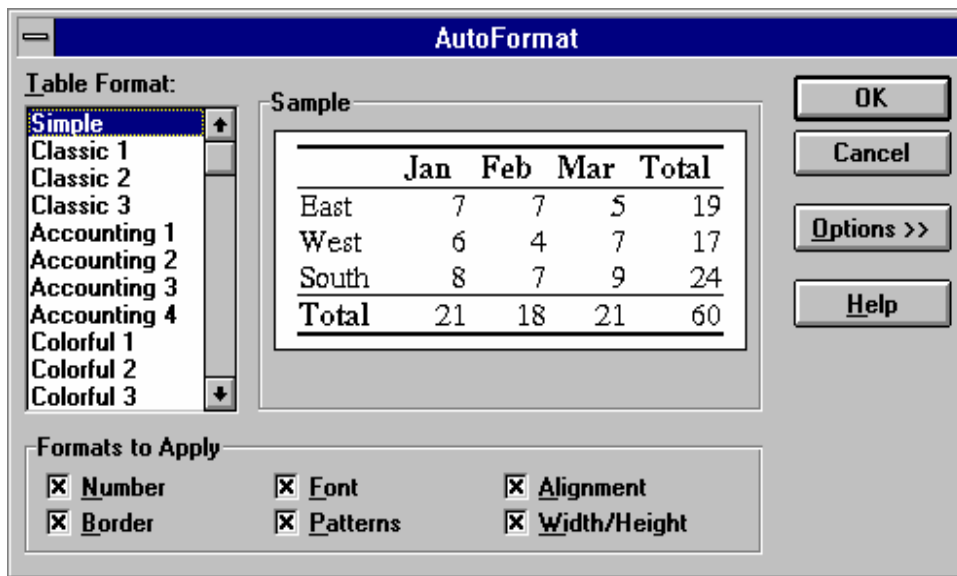 AutoFormat
Table Format:
Simple
Classic 1
Classic 2
Classic 3
Accounting 1
Accounting 2
Accounting 3
Accounting 4
Colorful 1
Colorful 2
Colorful 3
Sample
Jan Feb Mar Total
East 7 7 5 19
West 6 4 7 17
South 8 7 9 24
Total 21 18 21 60
OK
Cancel
Options >>
Help
Formats to Apply
Number Font Alignment
Border Patterns Width/Height